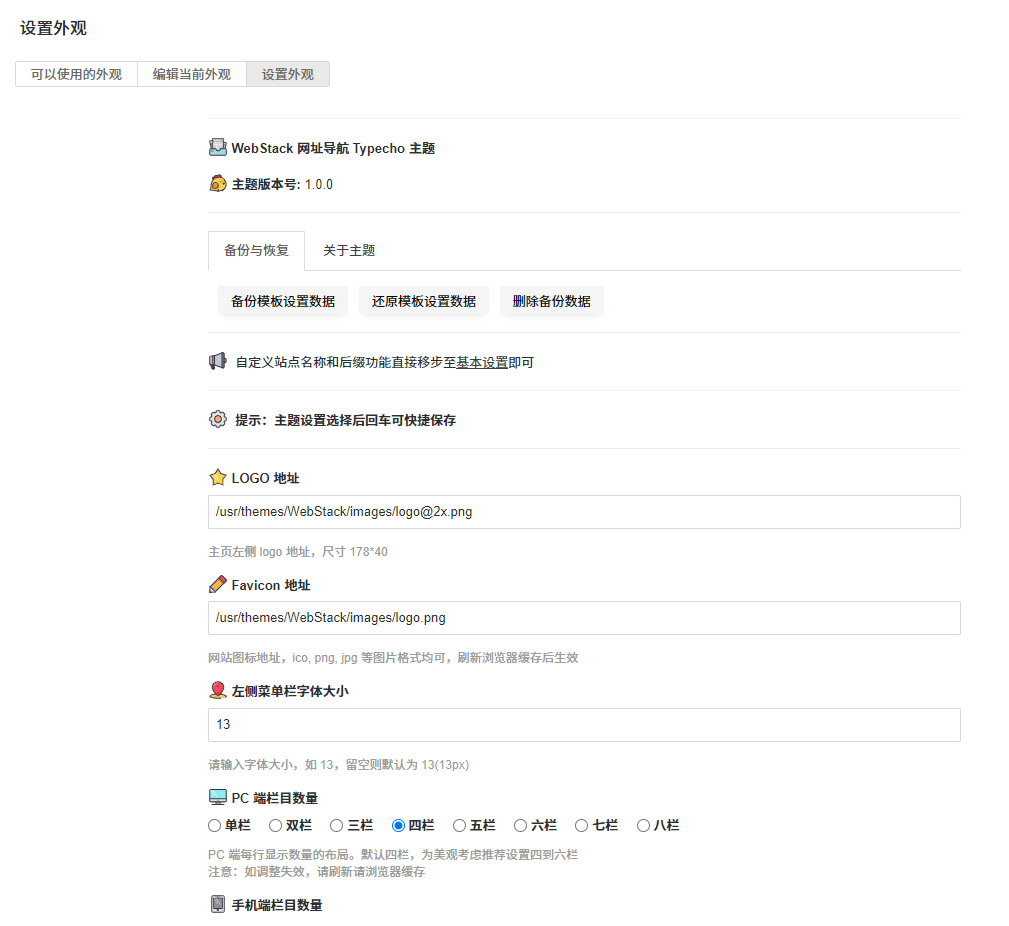 设置外观
可以使用的外观 编辑当前外观 设置外观
WebStack 网址导航 Typecho 主题
主题版本号: 1.0.0
备份与恢复 关于主题
备份模板设置数据 还原模板设置数据 删除备份数据
自定义站点名称和后缀功能直接移步至基本设置即可
提示：主题设置选择后回车可快捷保存
LOGO 地址
/usr/themes/WebStack/images/logo@2x.png
主页左侧 logo 地址，尺寸 178*40
Favicon 地址
/usr/themes/WebStack/images/logo.png
网站图标地址，ico, png, jpg 等图片格式均可，刷新浏览器缓存后生效
左侧菜单栏字体大小
13
请输入字体大小，如 13，留空则默认为 13(13px)
PC 端栏目数量
单栏 双栏 三栏 四栏 五栏 六栏 七栏 八栏
PC 端每行显示数量的布局。默认四栏，为美观考虑推荐设置四到六栏
注意：如调整失效，请刷新请浏览器缓存
手机端栏目数量